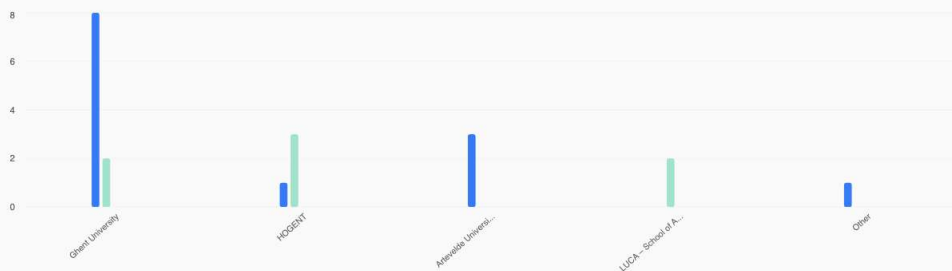 8
6
4
2
0
Ghent University
HOGENT
Artevelde Universi...
LUCA – School of A...
Other